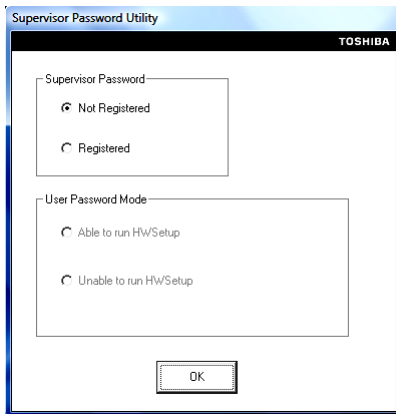 Supervisor Password Utility
TOSHIBA
Supervisor Password
Not Registered
Registered
User Password Mode
Able to run HWSetup
Unable to run HWSetup
OK